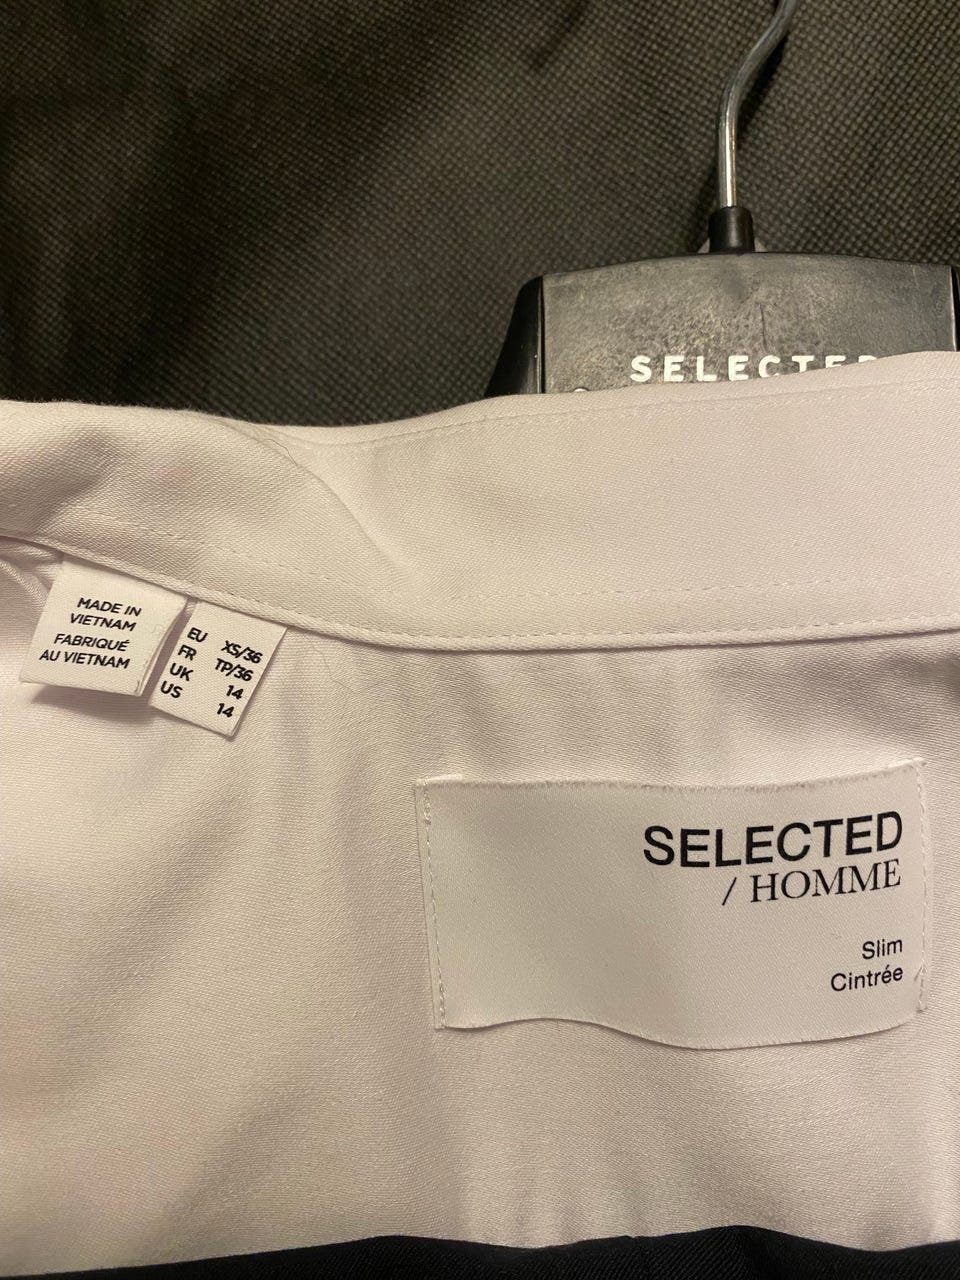 SELECTED
MADE IN
VIETNAM
FABRIQUÉ
AU VIETNAM
EU XS/36
FR TP/36
UK 14
US 14
SELECTED
/ HOMME
Slim
Cintrée